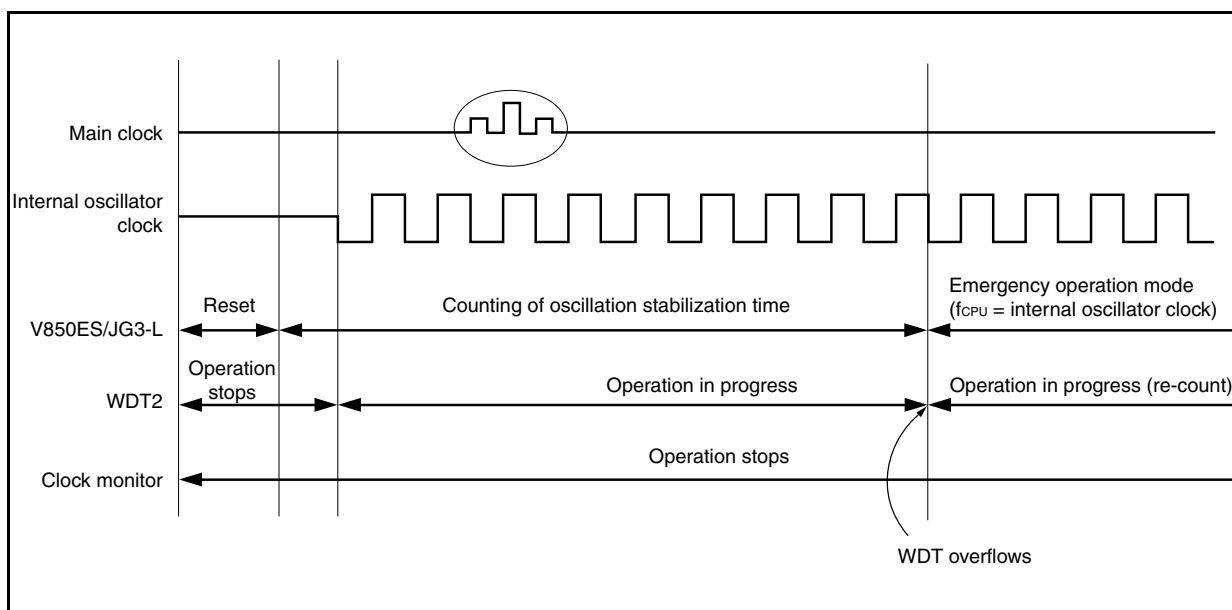 Main clock
Internal oscillator
clock
Reset
Counting of oscillation stabilization time
Emergency operation mode
(fCPU = internal oscillator clock)
V850ES/JG3-L
Operation
stops
Operation in progress
Operation in progress (re-count)
WDT2
Operation stops
Clock monitor
WDT overflows